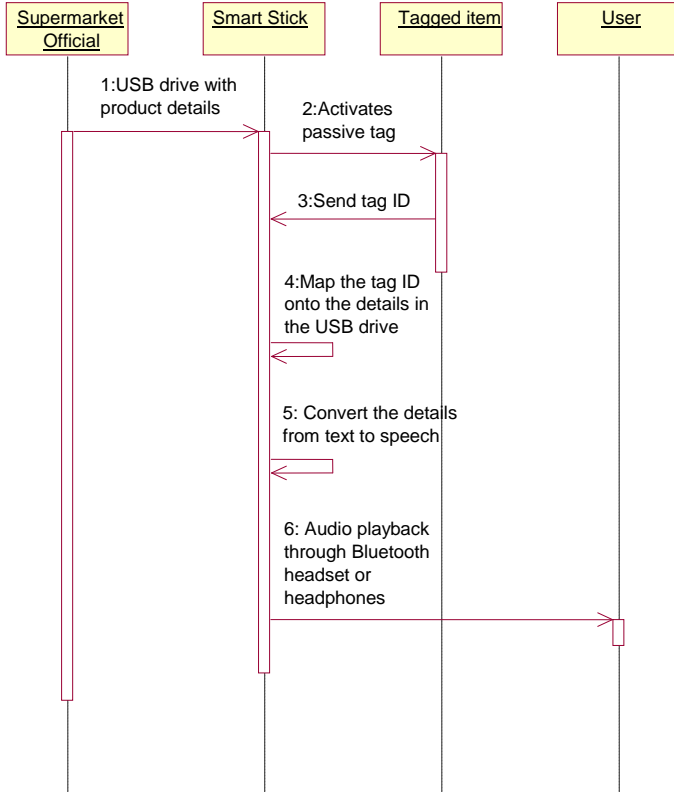 Supermarket
Official
Smart Stick
Tagged item
User
1:USB drive with
product details
2:Activates
passive tag
3:Send tag ID
4:Map the tag ID
onto the details in
the USB drive
5: Convert the details
from text to speech
6: Audio playback
through Bluetooth
headset or
headphones